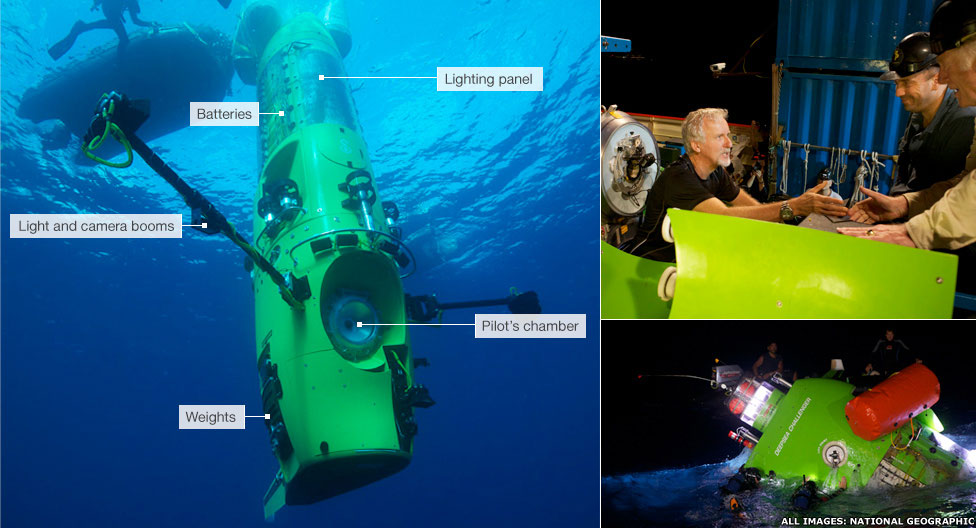 Lighting panel
Batteries
Light and camera booms
Pilot's chamber
Weights
DEEPSEA CHALLENGER
ALL IMAGES: NATIONAL GEOGRAPHIC